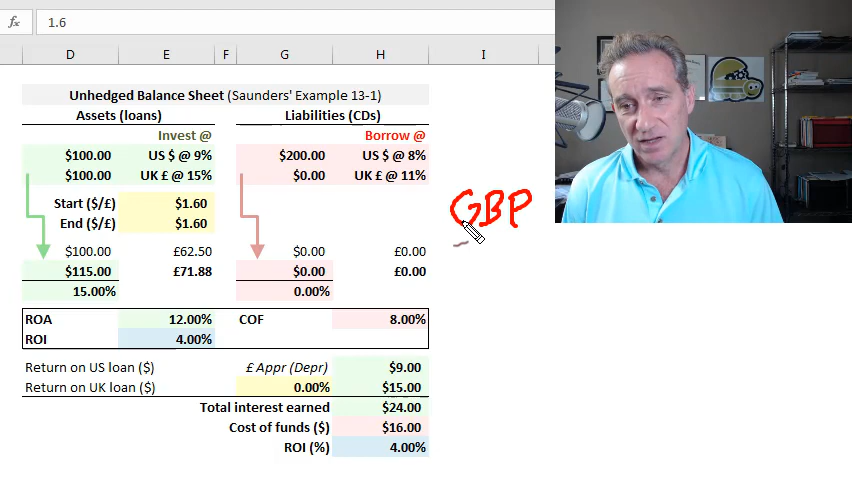 fx 1.6
D E F G H I
Unhedged Balance Sheet (Saunders' Example 13-1)
Assets (loans) Liabilities (CDs)
Invest @ Borrow @
$100.00 US $ @ 9% $200.00 US $ @ 8%
$100.00 UK £ @ 15% $0.00 UK £ @ 11%
Start ($/£) $1.60
GBP
End ($/£) $1.60
$100.00 £62.50 $0.00 £0.00
$115.00 £71.88 $0.00 £0.00
15.00% 0.00%
ROA 12.00% COF 8.00%
ROI 4.00%
Return on US loan ($) £ Appr (Depr) $9.00
Return on UK loan ($) 0.00% $15.00
Total interest earned $24.00
Cost of funds ($) $16.00
ROI (%) 4.00%